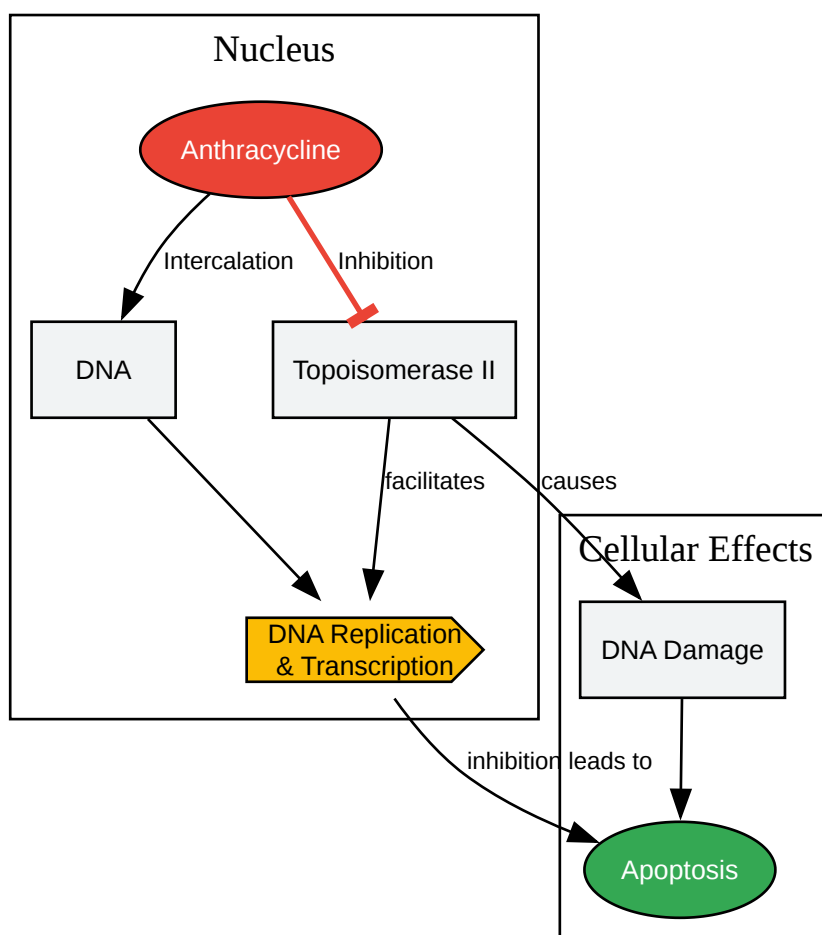 Nucleus
Anthracycline
Intercalation
Inhibition
DNA
Topoisomerase II
facilitates
causes
Cellular Effects
DNA Replication
& Transcription
DNA Damage
inhibition leads to
Apoptosis